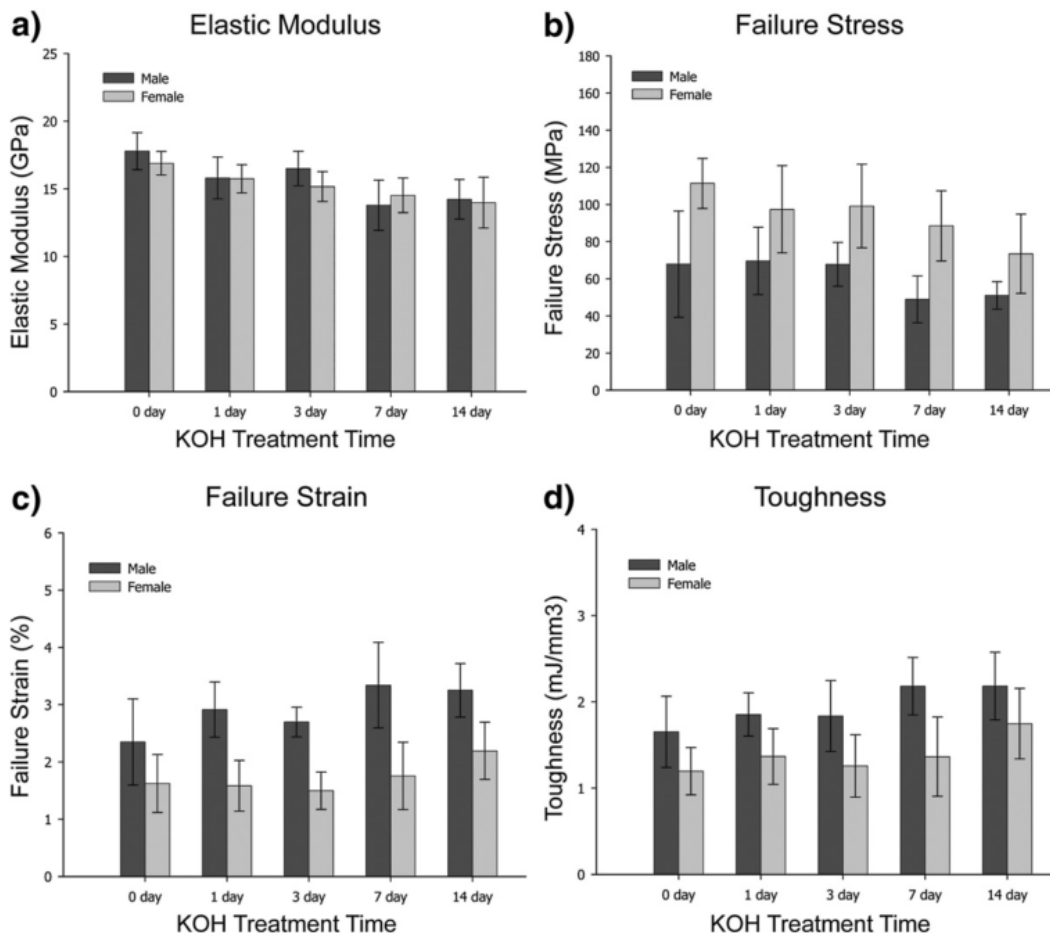 a) Elastic Modulus
25
20
15
10
5
0
Elastic Modulus (GPa)
Male
Female
0 day 1 day 3 day 7 day 14 day
KOH Treatment Time
b) Failure Stress
180
160
140
120
100
80
60
40
20
0
Failure Stress (MPa)
Male
Female
0 day 1 day 3 day 7 day 14 day
KOH Treatment Time
c) Failure Strain
6
5
4
3
2
1
0
Failure Strain (%)
Male
Female
0 day 1 day 3 day 7 day 14 day
KOH Treatment Time
d) Toughness
4
3
2
1
0
Toughness (mJ/mm3)
Male
Female
0 day 1 day 3 day 7 day 14 day
KOH Treatment Time